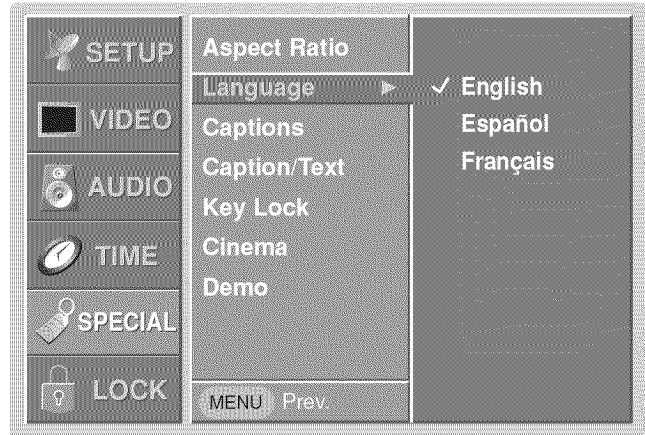 SETUP
VIDEO
AUDIO
TIME
SPECIAL
LOCK
Aspect Ratio
Language
Captions
Caption/Text
Key Lock
Cinema
Demo
MENU Prev.
English
Español
Français